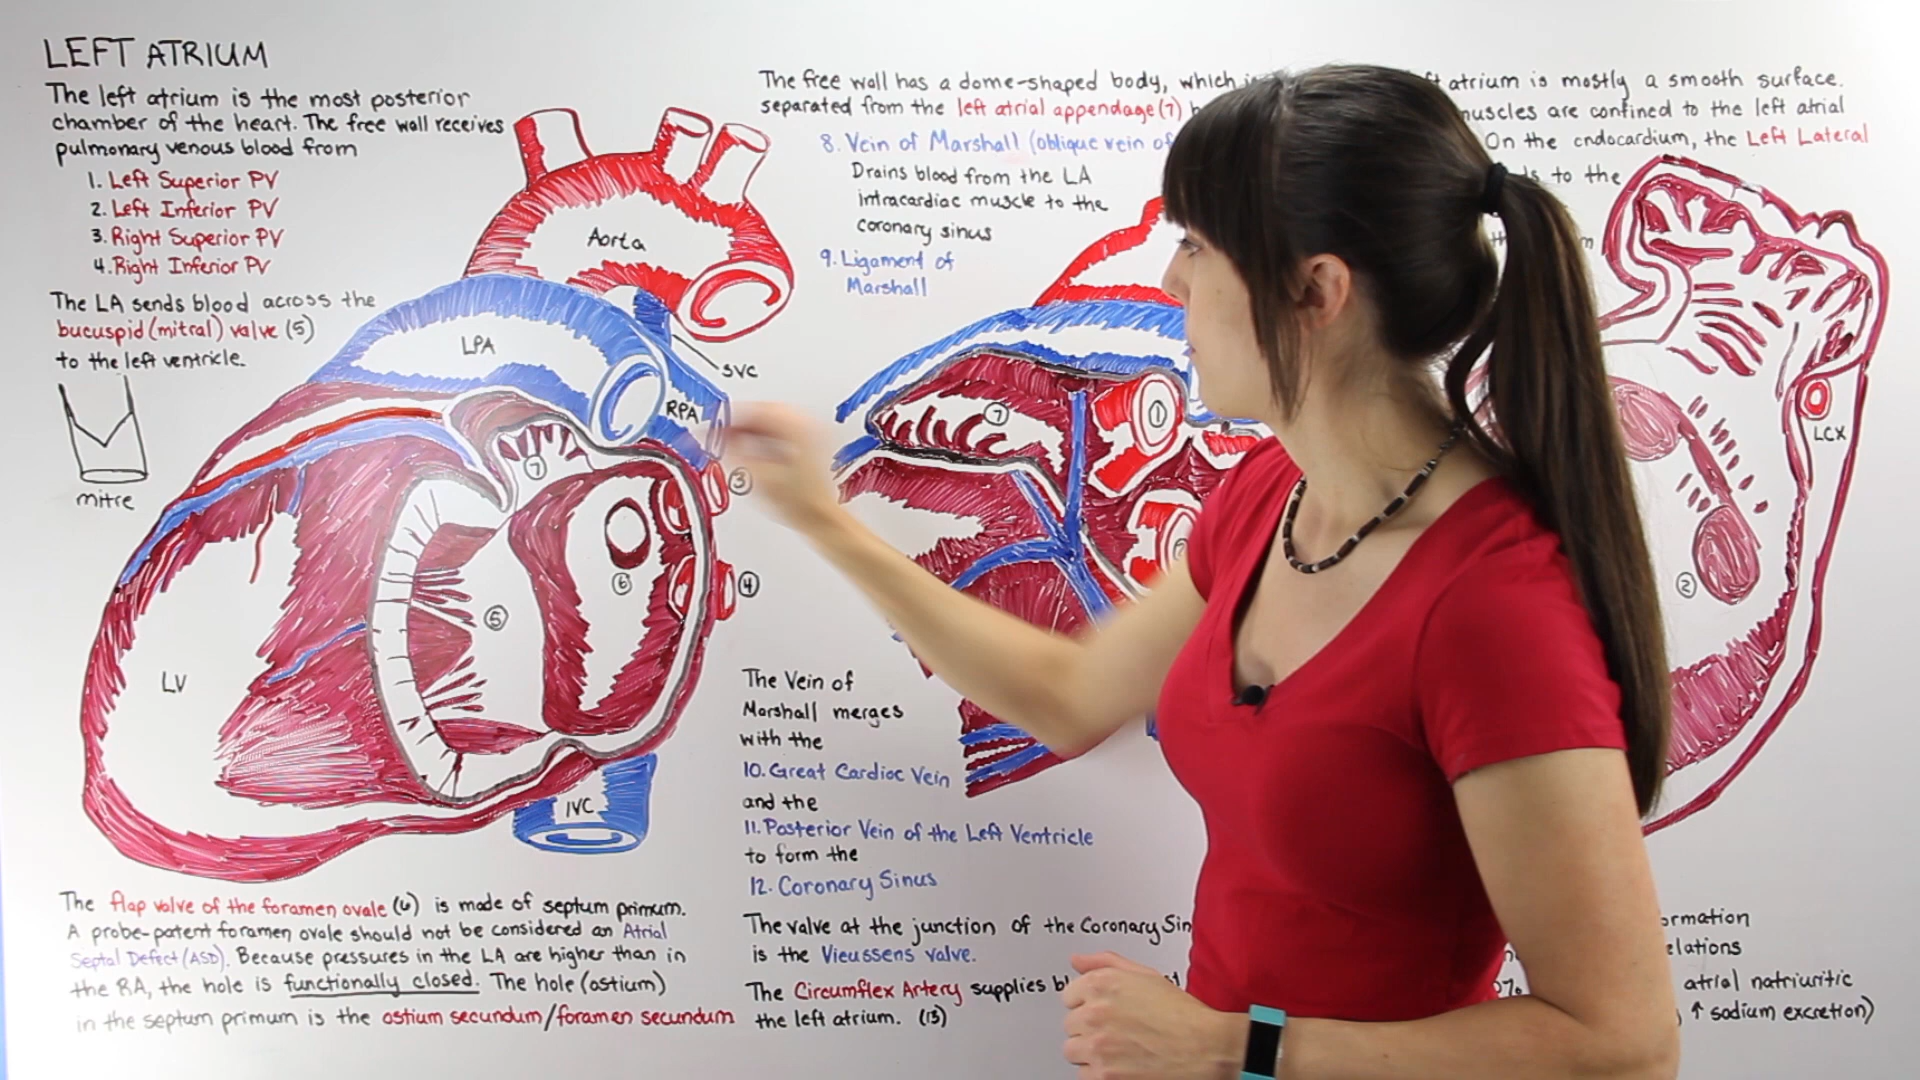 LEFT ATRIUM
The left atrium is the most posterior
chamber of the heart. The free wall receives
pulmonary venous blood from
1. Left Superior PV
2. Left Inferior PV
3. Right Superior PV
4. Right Inferior PV
The LA sends blood across the
bucuspid (mitral) valve (5)
to the left ventricle.
mitre
Aorta
LPA
SVC
RPA
7
3
6
4
5
LV
IVC
The flap valve of the foramen ovale (6) is made of septum primum.
A probe-patent foramen ovale should not be considered an Atrial
Septal Defect (ASD). Because pressures in the LA are higher than in
the RA, the hole is functionally closed. The hole (ostium)
in the septum primum is the ostium secundum/foramen secundum
The free wall has a dome-shaped body, which
separated from the left atrial appendage (7)
8. Vein of Marshall (oblique vein of
Drains blood from the LA
intracardiac muscle to the
coronary sinus
9. Ligament of
Marshall
7
1
The Vein of
Marshall merges
with the
10. Great Cardiac Vein
and the
11. Posterior Vein of the Left Ventricle
to form the
12. Coronary Sinus
The valve at the junction of the Coronary Sin
is the Vieussens valve.
The Circumflex Artery supplies bl
the left atrium. (13)
atrium is mostly a smooth surface.
muscles are confined to the left atrial
On the endocardium, the Left Lateral
to the
LCX
2
ormation
elations
atrial natriuritic
↑ sodium excretion)